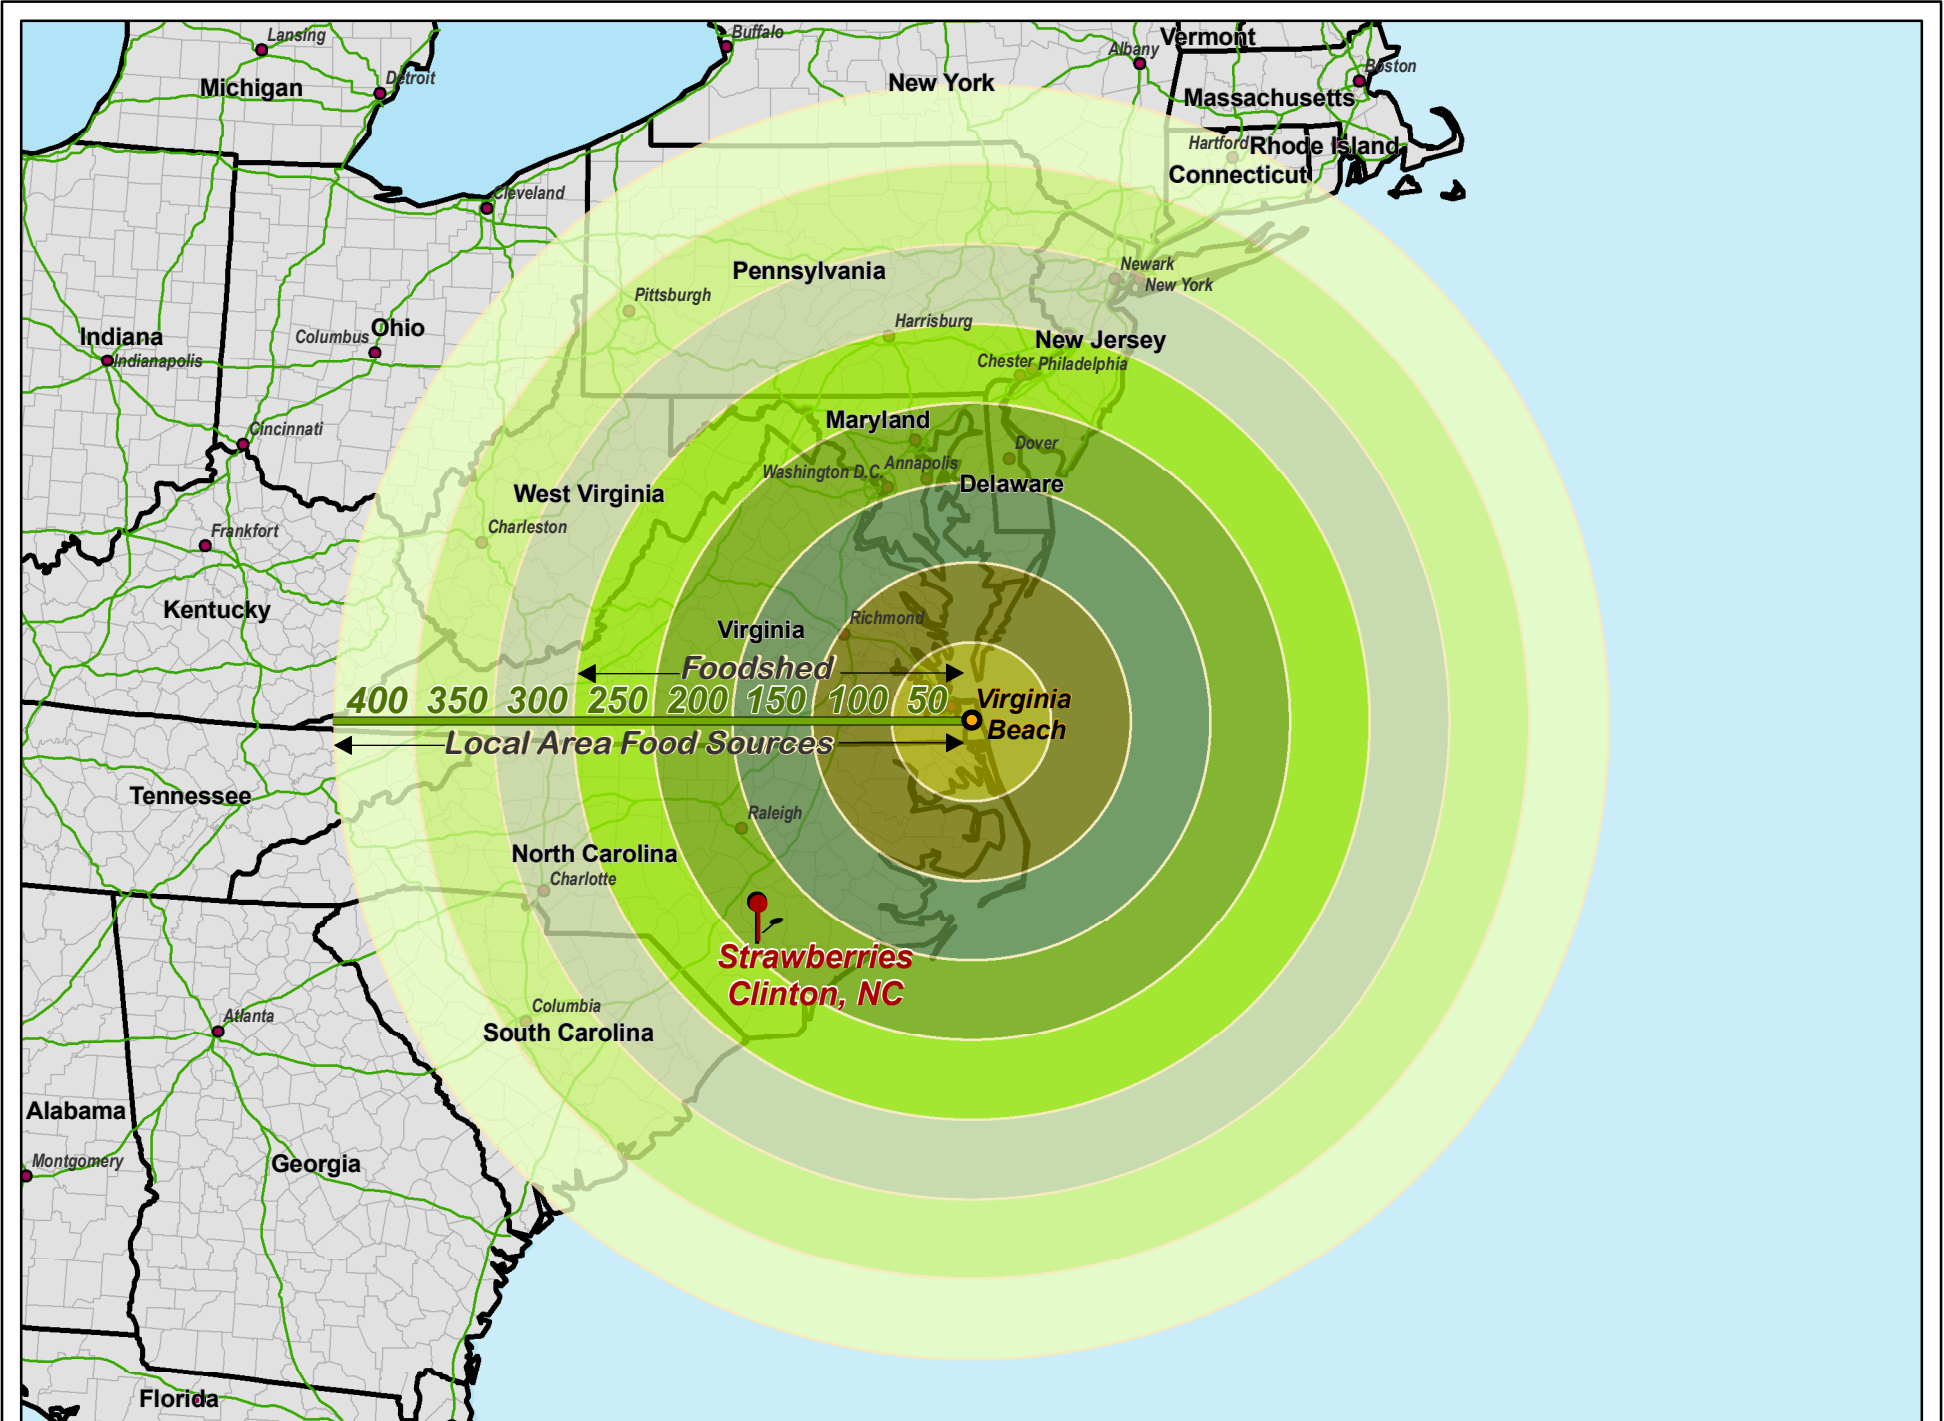 Lansing
Buffalo
Vermont
Albany
Boston
Detroit
Michigan
New York
Massachusetts
Hartford
Rhode Island
Connecticut
Cleveland
Pennsylvania
Newark
New York
Pittsburgh
Harrisburg
Ohio
Columbus
Indiana
Indianapolis
New Jersey
Chester
Philadelphia
Maryland
Cincinnati
Dover
Washington D.C.
Annapolis
Delaware
West Virginia
Charleston
Frankfort
Kentucky
Richmond
Virginia
Foodshed
400 350 300 250 200 150 100 50
Virginia
Beach
Local Area Food Sources
Tennessee
Raleigh
North Carolina
Charlotte
Strawberries
Clinton, NC
Columbia
South Carolina
Atlanta
Alabama
Montgomery
Georgia
Florida